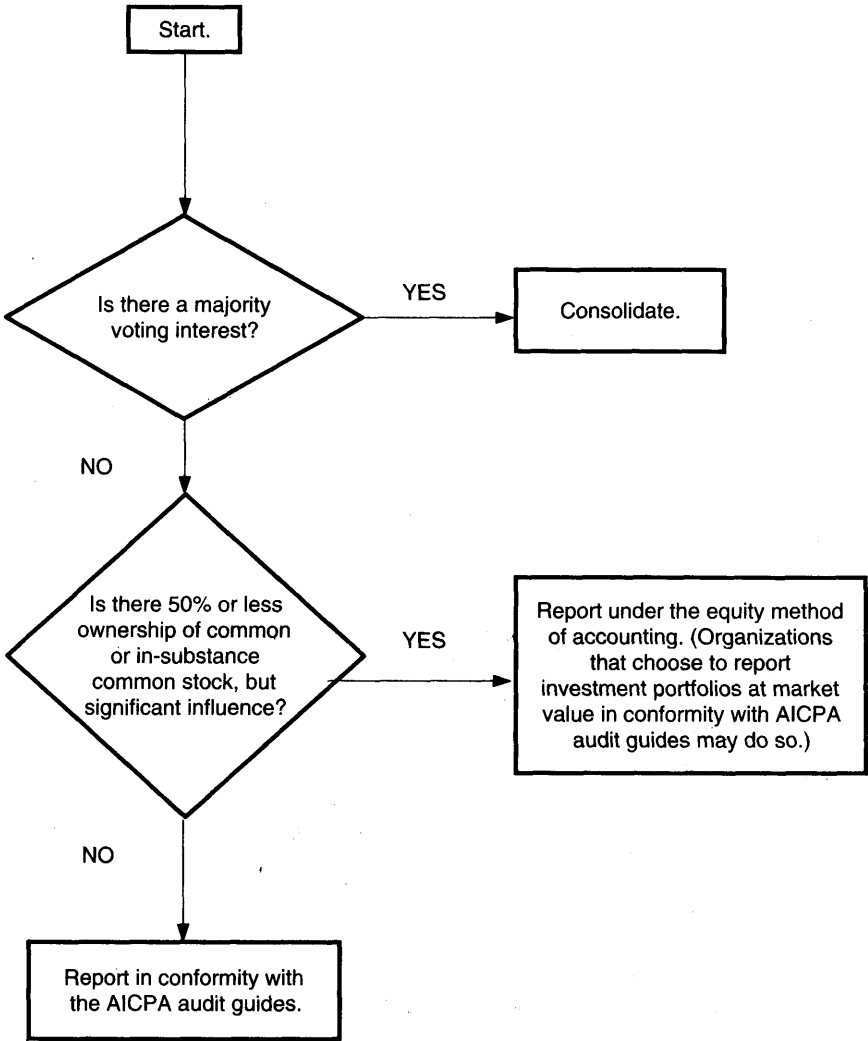 Start.
Is there a majority
voting interest?
YES
Consolidate.
NO
Is there 50% or less
ownership of common
or in-substance
common stock, but
significant influence?
YES
Report under the equity method
of accounting. (Organizations
that choose to report
investment portfolios at market
value in conformity with AICPA
audit guides may do so.)
NO
Report in conformity with
the AICPA audit guides.